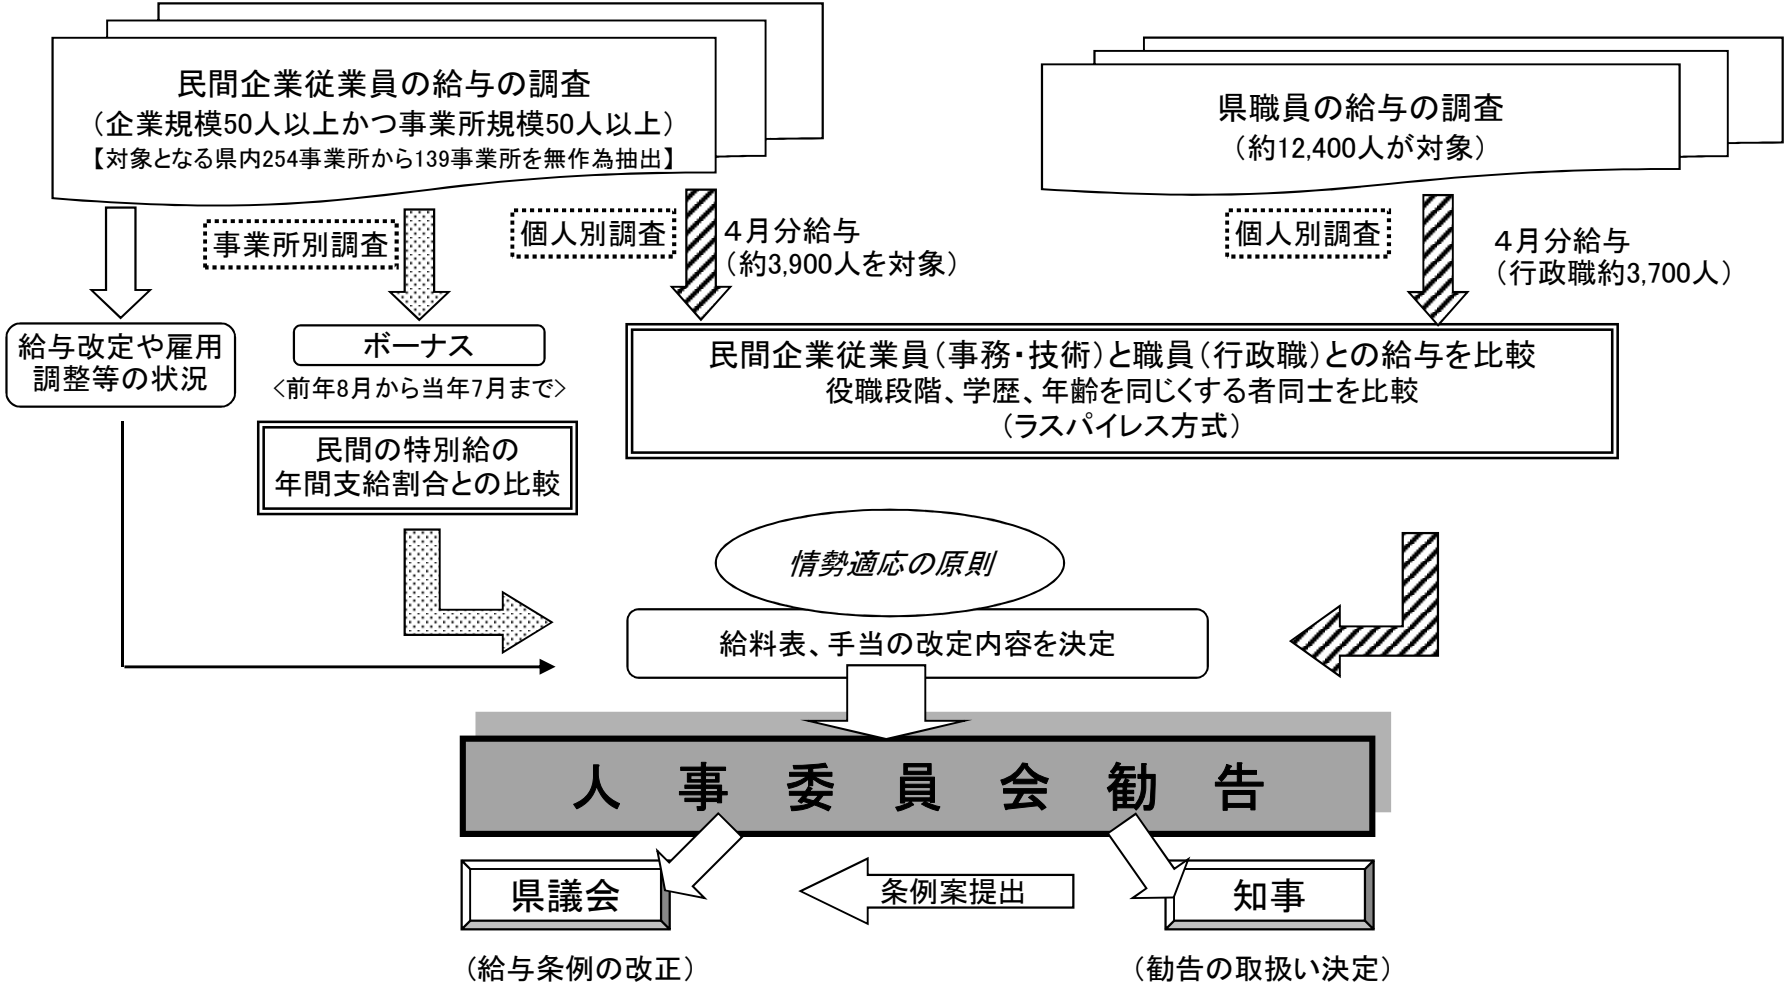 民間企業従業員の給与の調査
（企業規模50人以上かつ事業所規模50人以上）
【対象となる県内254事業所から139事業所を無作為抽出】
県職員の給与の調査
（約12,400人が対象）
事業所別調査
個人別調査
４月分給与
（約3,900人を対象）
個人別調査
４月分給与
（行政職約3,700人）
給与改定や雇用
調整等の状況
ボーナス
<前年8月から当年7月まで>
民間の特別給の
年間支給割合との比較
民間企業従業員（事務・技術）と職員（行政職）との給与を比較
役職段階、学歴、年齢を同じくする者同士を比較
（ラスパイレス方式）
情勢適応の原則
給料表、手当の改定内容を決定
人事委員会勧告
県議会
条例案提出
知事
（給与条例の改正）
（勧告の取扱い決定）